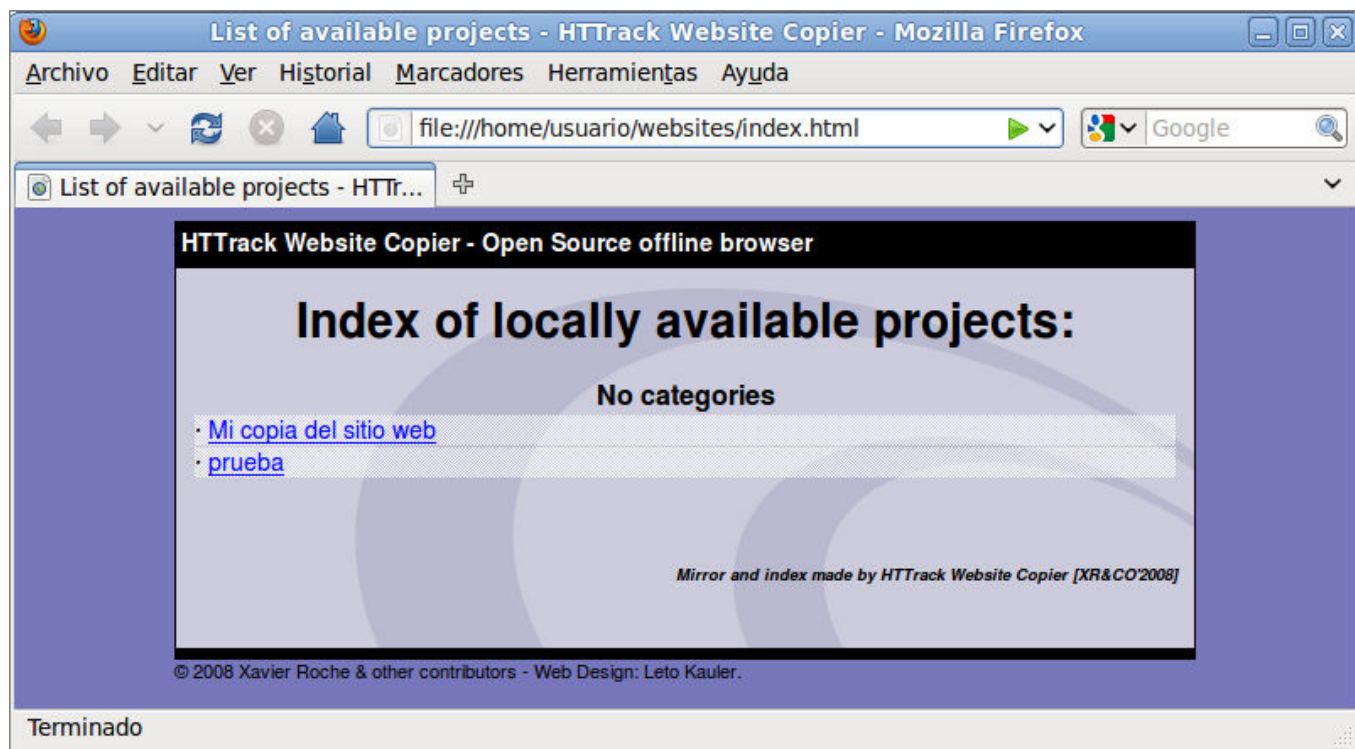 List of available projects - HTTrack Website Copier - Mozilla Firefox
Archivo Editar Ver Historial Marcadores Herramientas Ayuda
file:///home/usuario/websites/index.html Google
List of available projects - HTTr...
HTTrack Website Copier - Open Source offline browser
Index of locally available projects:
No categories
· Mi copia del sitio web
· prueba
Mirror and index made by HTTrack Website Copier [XR&CO'2008]
© 2008 Xavier Roche & other contributors - Web Design: Leto Kauler.
Terminado